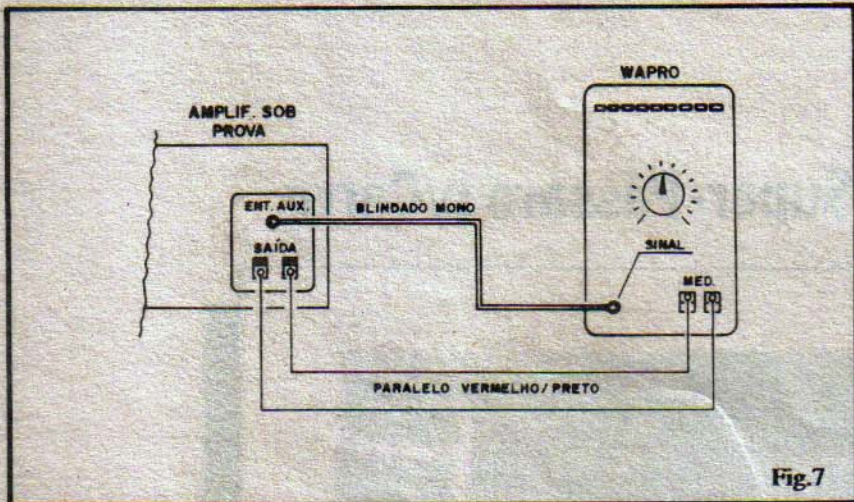 WAPRO
AMPLIF. SOB
PROVA
ENT. AUX.
BLINDADO MONO
SAÍDA
SINAL
MED.
PARALELO VERMELHO/PRETO
Fig.7